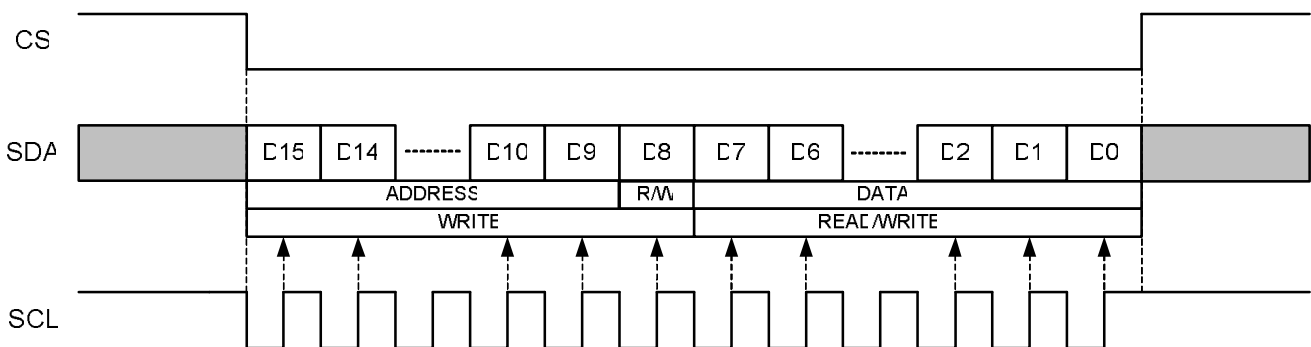 CS
SDA D15 D14 D10 D9 D8 D7 D6 D2 D1 D0
ADDRESS R/W DATA
WRITE READ/WRITE
SCL